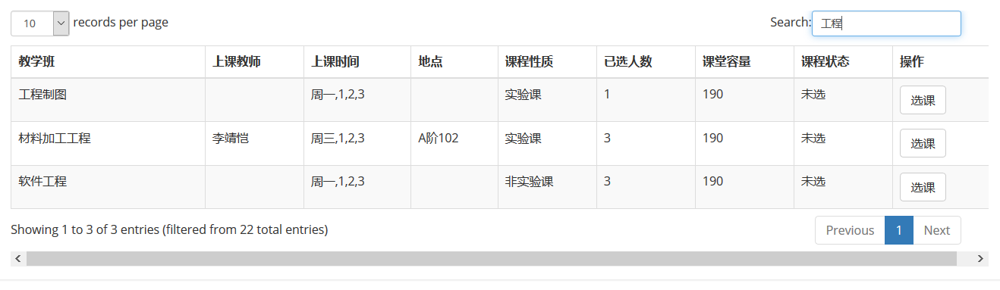 10 records per page Search: 工程
教学班 上课教师 上课时间 地点 课程性质 已选人数 课堂容量 课程状态 操作
工程制图 周一,1,2,3 实验课 1 190 未选 选课
材料加工工程 李靖恺 周三,1,2,3 A阶102 实验课 3 190 未选 选课
软件工程 周一,1,2,3 非实验课 3 190 未选 选课
Showing 1 to 3 of 3 entries (filtered from 22 total entries) Previous 1 Next